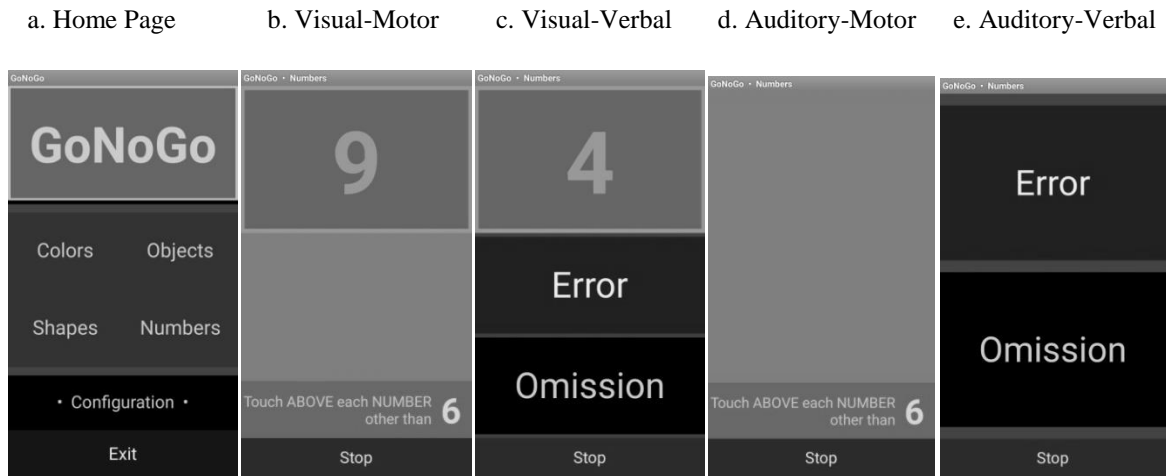 a. Home Page
b. Visual-Motor
c. Visual-Verbal
d. Auditory-Motor
e. Auditory-Verbal
GoNoGo
GoNoGo
Colors Objects
Shapes Numbers
• Configuration •
Exit
GoNoGo • Numbers
9
Touch ABOVE each NUMBER
other than 6
Stop
GoNoGo • Numbers
4
Error
Omission
Stop
GoNoGo • Numbers
Touch ABOVE each NUMBER
other than 6
Stop
GoNoGo • Numbers
Error
Omission
Stop